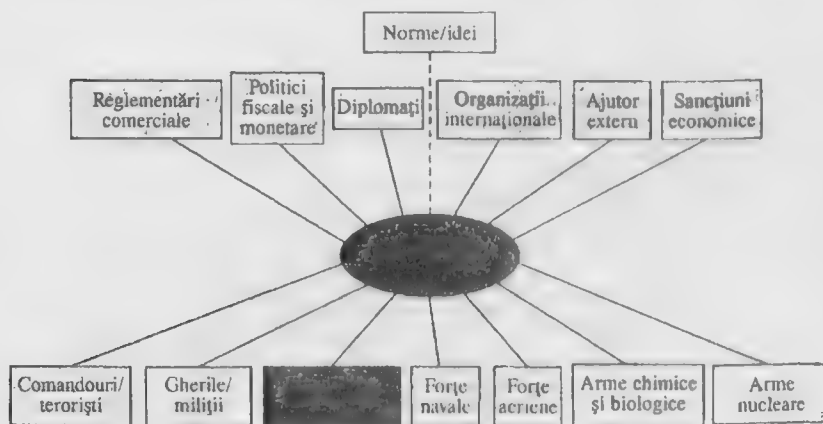 Norme/idei
Reglementări
comerciale
Politici
fiscale și
monetare
Diplomați
Organizații
internaționale
Ajutor
extern
Sancțiuni
economice
Comandouri/
teroriști
Gherile/
miliții
Forțe
navale
Forțe
aeriene
Arme chimice
și biologice
Arme
nucleare